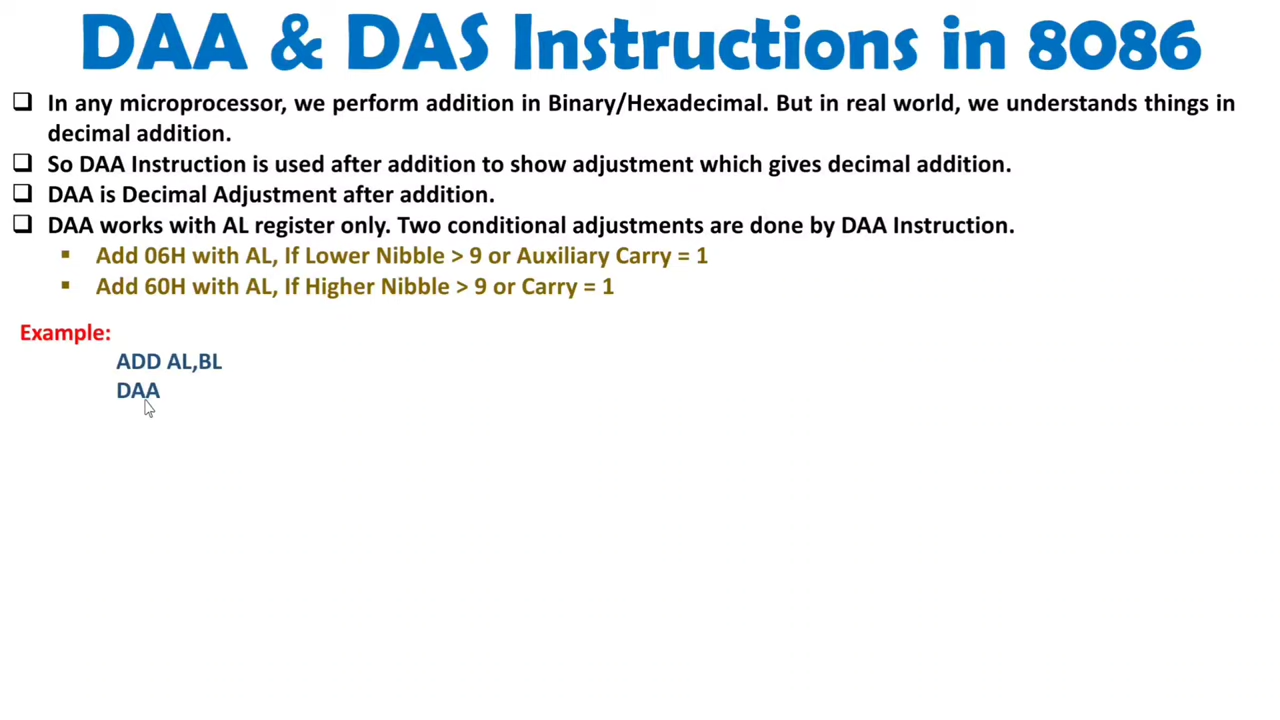 DAA & DAS Instructions in 8086
❑ In any microprocessor, we perform addition in Binary/Hexadecimal. But in real world, we understands things in
decimal addition.
❑ So DAA Instruction is used after addition to show adjustment which gives decimal addition.
❑ DAA is Decimal Adjustment after addition.
❑ DAA works with AL register only. Two conditional adjustments are done by DAA Instruction.
▪ Add 06H with AL, If Lower Nibble > 9 or Auxiliary Carry = 1
▪ Add 60H with AL, If Higher Nibble > 9 or Carry = 1
Example:
ADD AL,BL
DAA